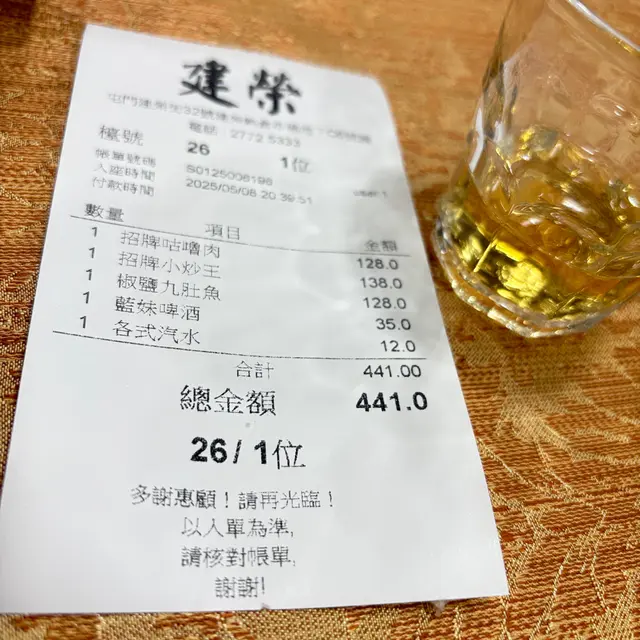 建榮
電話：2772 5333
檯號 26 1位
帳單號碼 S0125008198
入座時間 user1
付款時間 2025/05/08 20:39:51
數量 項目 金額
1 招牌咕嚕肉 128.0
1 招牌小炒王 138.0
1 椒鹽九肚魚 128.0
1 藍妹啤酒 35.0
1 各式汽水 12.0
合計 441.00
總金額 441.0
26/ 1位
多謝惠顧！請再光臨！
以入單為準,
請核對帳單,
謝謝!